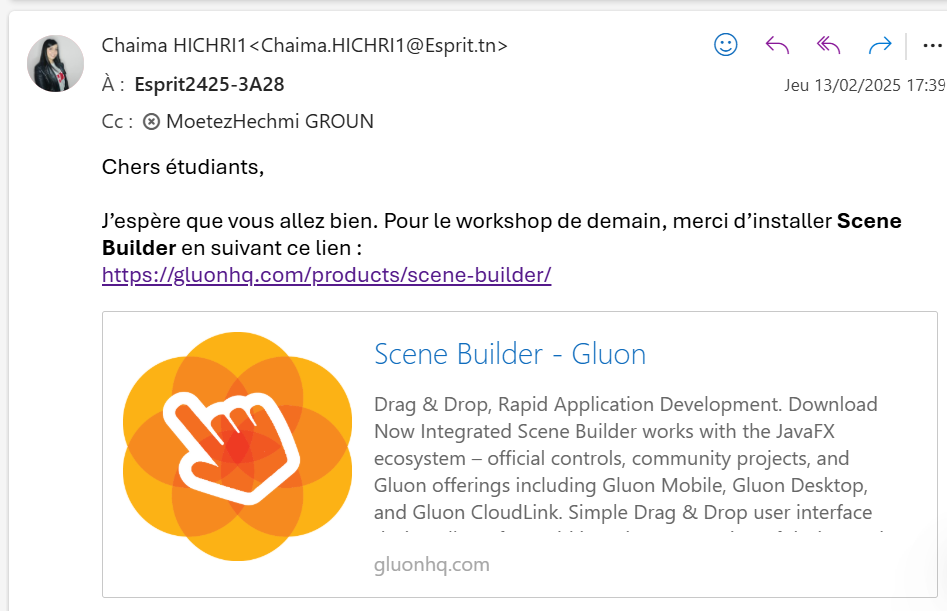 Chaima HICHRI1<Chaima.HICHRI1@Esprit.tn>
À : Esprit2425-3A28
Jeu 13/02/2025 17:39
Cc : MoetezHechmi GROUN
Chers étudiants,
J’espère que vous allez bien. Pour le workshop de demain, merci d’installer Scene
Builder en suivant ce lien :
https://gluonhq.com/products/scene-builder/
Scene Builder - Gluon
Drag & Drop, Rapid Application Development. Download
Now Integrated Scene Builder works with the JavaFX
ecosystem – official controls, community projects, and
Gluon offerings including Gluon Mobile, Gluon Desktop,
and Gluon CloudLink. Simple Drag & Drop user interface
gluonhq.com